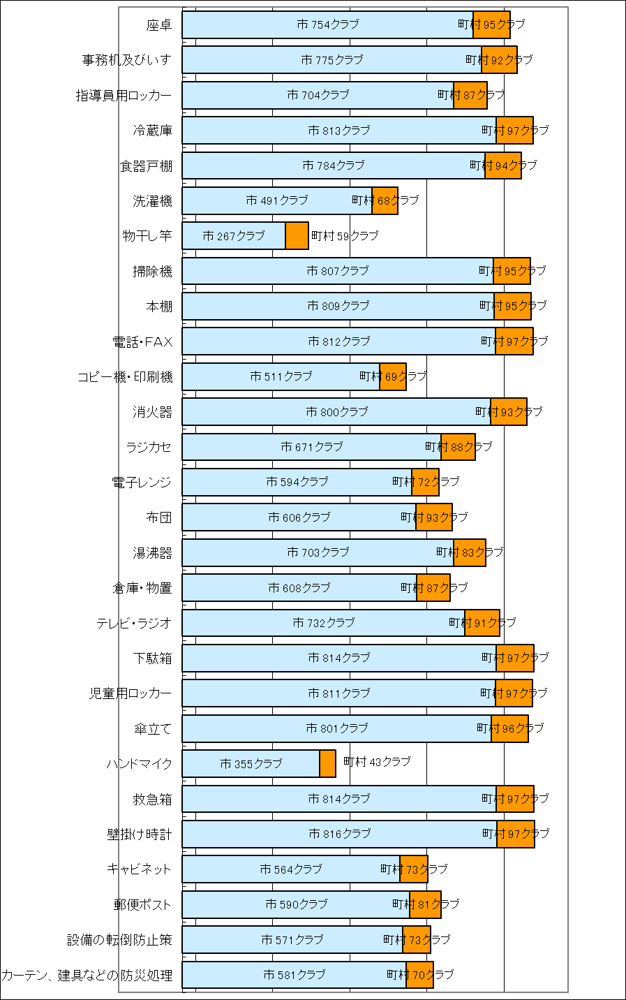 座卓 市 754クラブ 町村 95クラブ
事務机及びいす 市 775クラブ 町村 92クラブ
指導員用ロッカー 市 704クラブ 町村 87クラブ
冷蔵庫 市 813クラブ 町村 97クラブ
食器戸棚 市 784クラブ 町村 94クラブ
洗濯機 市 491クラブ 町村 68クラブ
物干し竿 市 267クラブ 町村 59クラブ
掃除機 市 807クラブ 町村 95クラブ
本棚 市 809クラブ 町村 95クラブ
電話・FAX 市 812クラブ 町村 97クラブ
コピー機・印刷機 市 511クラブ 町村 69クラブ
消火器 市 800クラブ 町村 93クラブ
ラジカセ 市 671クラブ 町村 88クラブ
電子レンジ 市 594クラブ 町村 72クラブ
布団 市 606クラブ 町村 93クラブ
湯沸器 市 703クラブ 町村 83クラブ
倉庫・物置 市 608クラブ 町村 87クラブ
テレビ・ラジオ 市 732クラブ 町村 91クラブ
下駄箱 市 814クラブ 町村 97クラブ
児童用ロッカー 市 811クラブ 町村 97クラブ
傘立て 市 801クラブ 町村 96クラブ
ハンドマイク 市 355クラブ 町村 43クラブ
救急箱 市 814クラブ 町村 97クラブ
壁掛け時計 市 816クラブ 町村 97クラブ
キャビネット 市 564クラブ 町村 73クラブ
郵便ポスト 市 590クラブ 町村 81クラブ
設備の転倒防止策 市 571クラブ 町村 73クラブ
カーテン、建具などの防災処理 市 581クラブ 町村 70クラブ